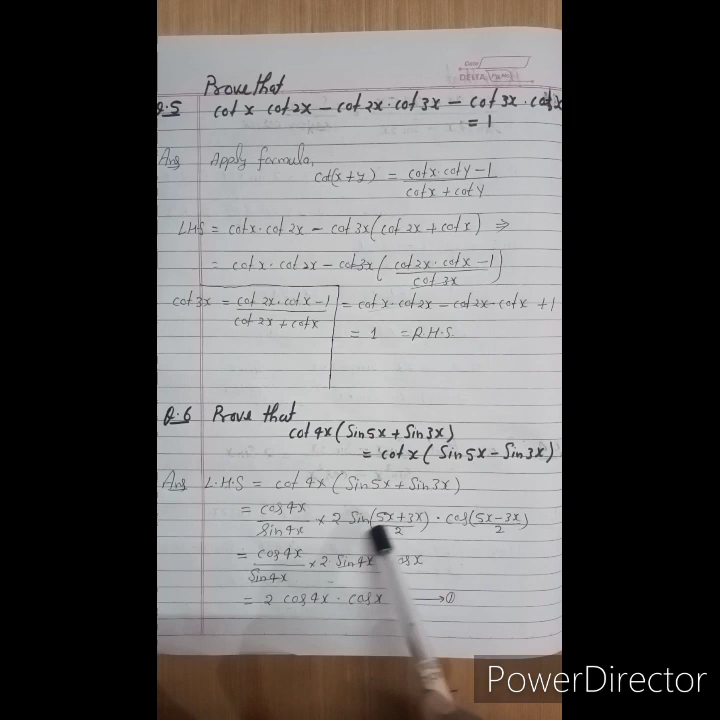 Date
DELTA
Prove that
Q.5 cot x cot 2x - cot 2x · cot 3x - cot 3x · cot x
= 1
Ans Apply formula,
cot(x+y) = cot x · cot y - 1 / cot x + cot y
LHS = cot x · cot 2x - cot 3x (cot 2x + cot x) ⇒
= cot x · cot 2x - cot 3x (cot 2x · cot x - 1 / cot 3x)
cot 3x = cot 2x · cot x - 1 / cot 2x + cot x
= cot x · cot 2x - cot 2x · cot x + 1
= 1 = R.H.S.
Q.6 Prove that
cot 4x (Sin 5x + Sin 3x)
= cot x (Sin 5x - Sin 3x)
Ans L.H.S = cot 4x (Sin 5x + Sin 3x)
= cos 4x / Sin 4x × 2 Sin (5x + 3x / 2) · cos (5x - 3x / 2)
= cos 4x / Sin 4x × 2 Sin 4x
= 2 cos 4x · cos x → ①
PowerDirector